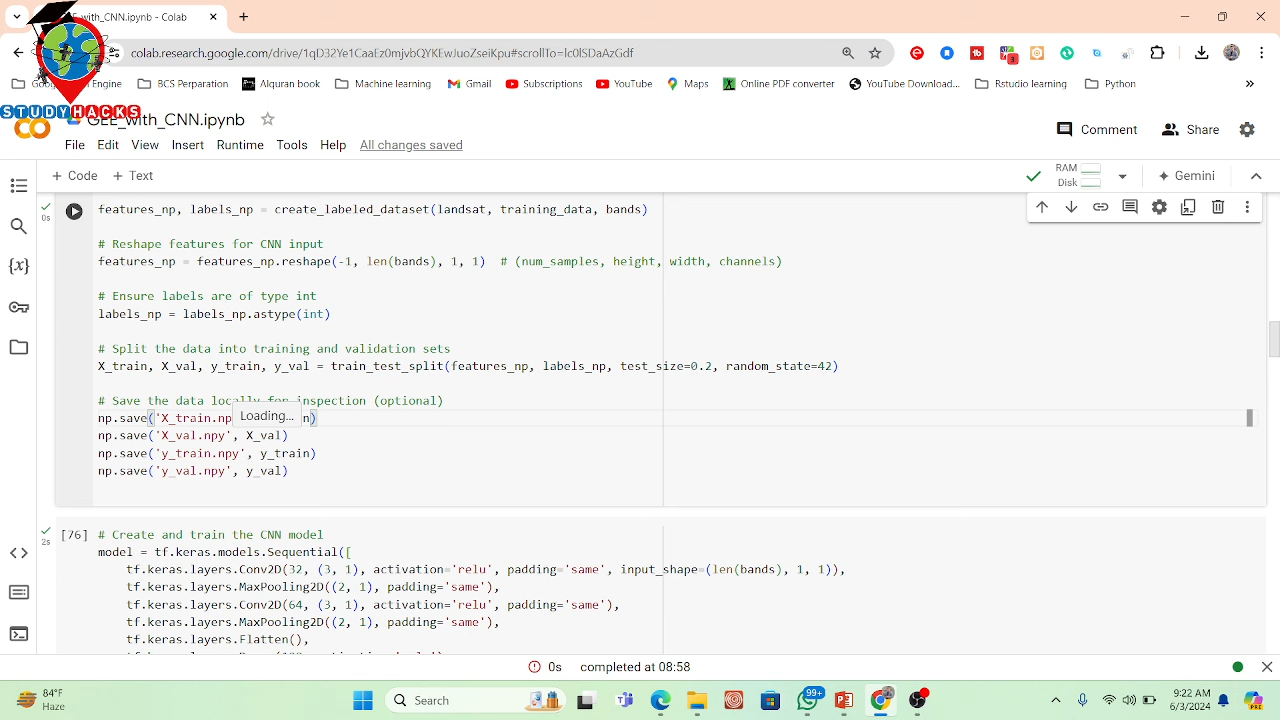 E_with_CNN.ipynb - Colab
colab.research.google.com/drive/1qD32Ye1CaaEz0mjvbQYKEwJuoZseiKpu#scrollTo=lc0lSDaAzGdf
3
Engine
BCS Perparation
Alqurit book
Machine learning
Gmail
Subscriptions
YouTube
Maps
Online PDF converter
YouTube Download...
Rstudio learning
Python
STUDYHACKS
GEE_with_CNN.ipynb
File
Edit
View
Insert
Runtime
Tools
Help
All changes saved
Comment
Share
+ Code
+ Text
RAM
Disk
Gemini
0s
features_np, labels_np = create_labeled_dataset(landsat, training_data, bands)
# Reshape features for CNN input
features_np = features_np.reshape(-1, len(bands), 1, 1)  # (num_samples, height, width, channels)
# Ensure labels are of type int
labels_np = labels_np.astype(int)
# Split the data into training and validation sets
X_train, X_val, y_train, y_val = train_test_split(features_np, labels_np, test_size=0.2, random_state=42)
# Save the data locally for inspection (optional)
np.save('X_train.np
Loading...
n)
np.save('X_val.npy', X_val)
np.save('y_train.npy', y_train)
np.save('y_val.npy', y_val)
2s
[76]
# Create and train the CNN model
model = tf.keras.models.Sequential([
tf.keras.layers.Conv2D(32, (3, 1), activation='relu', padding='same', input_shape=(len(bands), 1, 1)),
tf.keras.layers.MaxPooling2D((2, 1), padding='same'),
tf.keras.layers.Conv2D(64, (3, 1), activation='relu', padding='same'),
tf.keras.layers.MaxPooling2D((2, 1), padding='same'),
tf.keras.layers.Flatten(),
0s completed at 08:58
84°F
Haze
Search
99+
9:22 AM
6/3/2024